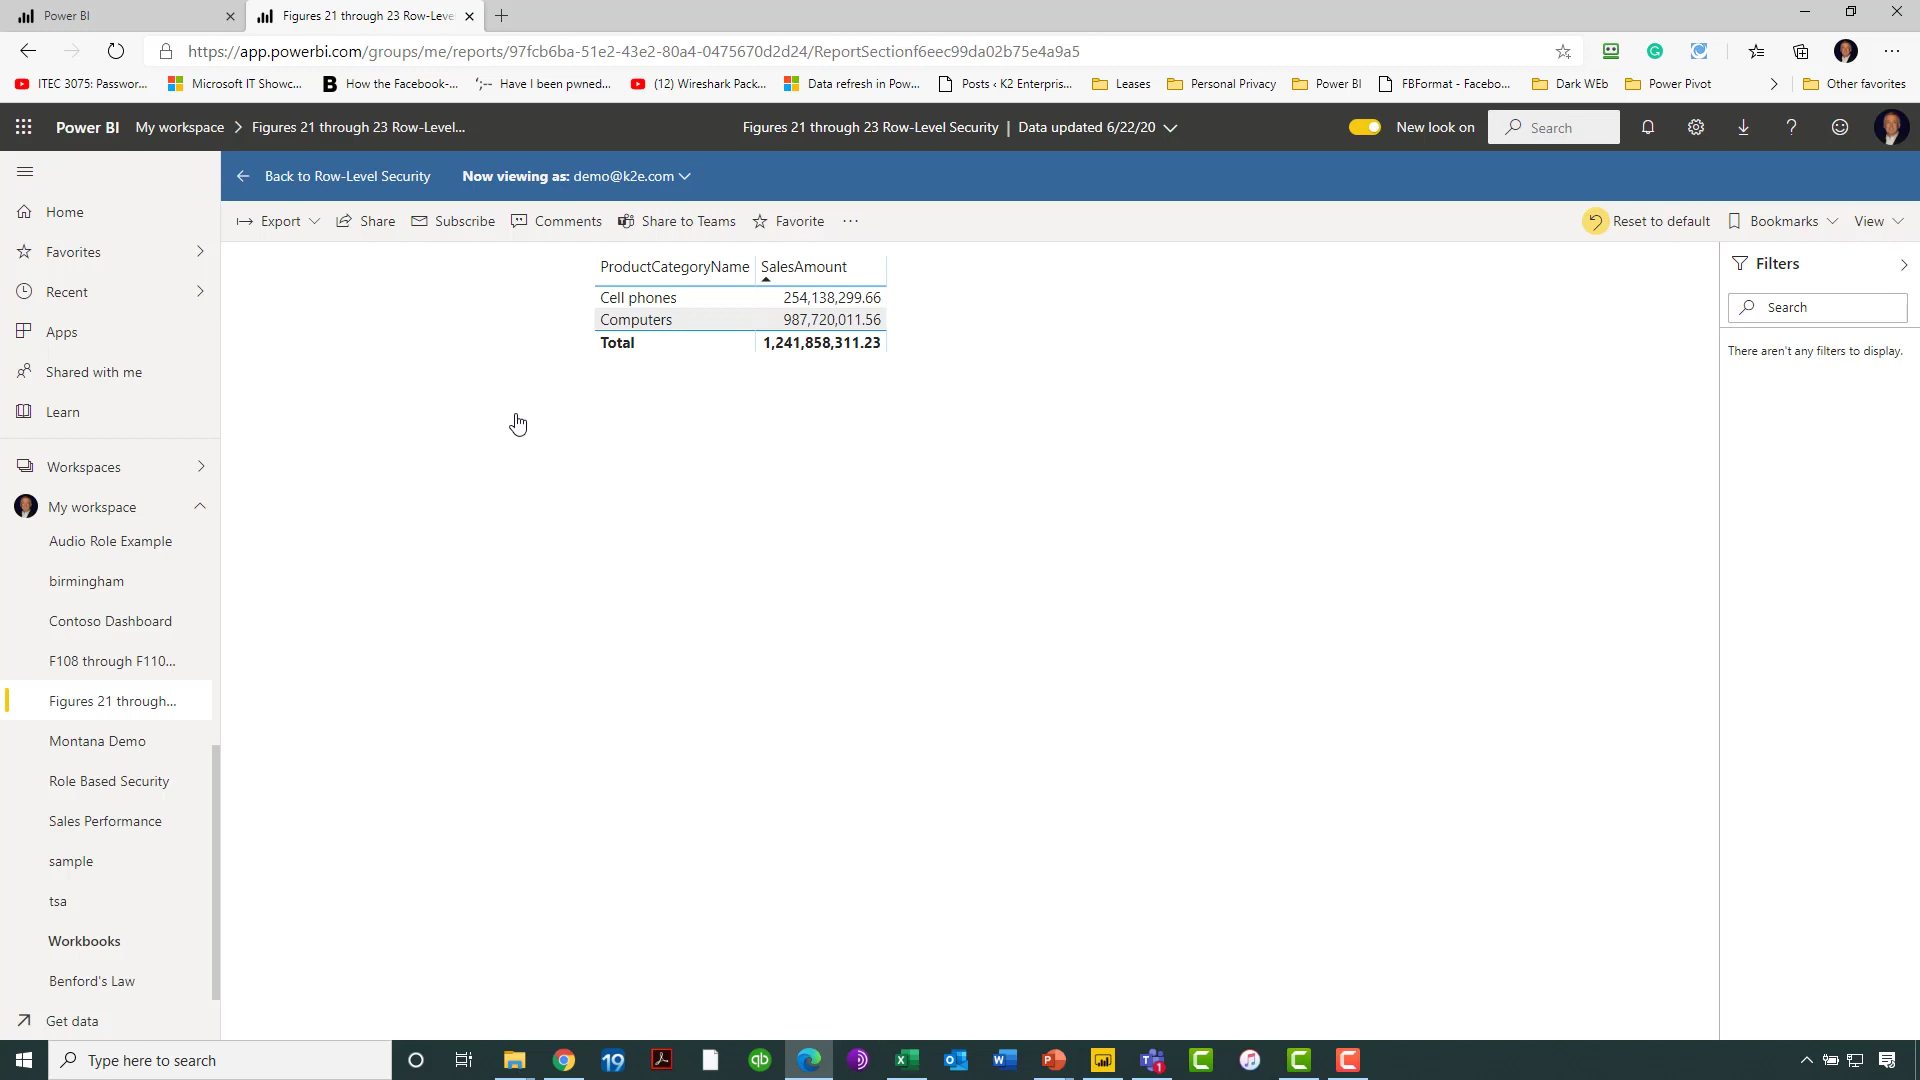 Power BI
Figures 21 through 23 Row-Leve
https://app.powerbi.com/groups/me/reports/97fcb6ba-51e2-43e2-80a4-0475670d2d24/ReportSectionf6eec99da02b75e4a9a5
ITEC 3075: Passwor... Microsoft IT Showc... How the Facebook-... Have I been pwned... (12) Wireshark Pack... Data refresh in Pow... Posts ‹ K2 Enterpris... Leases Personal Privacy Power BI FBFormat - Facebo... Dark WEb Power Pivot Other favorites
Power BI My workspace Figures 21 through 23 Row-Level... Figures 21 through 23 Row-Level Security | Data updated 6/22/20 New look on Search
Back to Row-Level Security Now viewing as: demo@k2e.com
Export Share Subscribe Comments Share to Teams Favorite ... Reset to default Bookmarks View
Home
Favorites
Recent
Apps
Shared with me
Learn
Workspaces
My workspace
Audio Role Example
birmingham
Contoso Dashboard
F108 through F110...
Figures 21 through...
Montana Demo
Role Based Security
Sales Performance
sample
tsa
Workbooks
Benford's Law
Get data
ProductCategoryName SalesAmount
Cell phones 254,138,299.66
Computers 987,720,011.56
Total 1,241,858,311.23
Filters
Search
There aren't any filters to display.
Type here to search
19